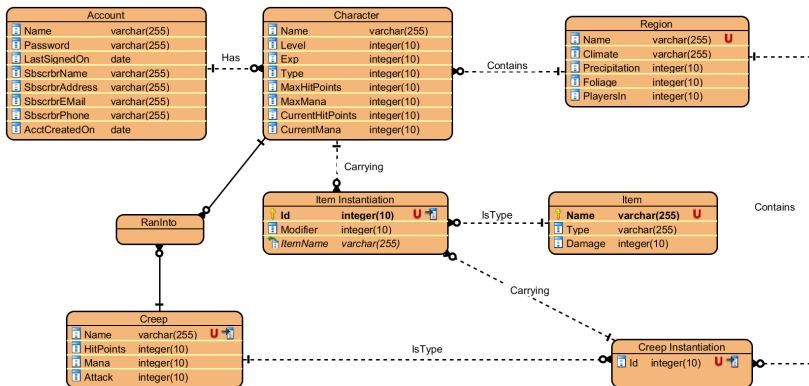 Account
Name varchar(255)
Password varchar(255)
LastSignedOn date
SbscrbrName varchar(255)
SbscrbrAddress varchar(255)
SbscrbrEMail varchar(255)
SbscrbrPhone varchar(255)
AcctCreatedOn date
Has
Character
Name varchar(255)
Level integer(10)
Exp integer(10)
Type integer(10)
MaxHitPoints integer(10)
MaxMana integer(10)
CurrentHitPoints integer(10)
CurrentMana integer(10)
Contains
Region
Name varchar(255) U
Climate varchar(255)
Precipitation integer(10)
Foliage integer(10)
PlayersIn integer(10)
Carrying
RanInto
Item Instantiation
Id integer(10) U
Modifier integer(10)
ItemName varchar(255)
IsType
Item
Name varchar(255) U
Type varchar(255)
Damage integer(10)
Contains
Carrying
Creep
Name varchar(255) U
HitPoints integer(10)
Mana integer(10)
Attack integer(10)
IsType
Creep Instantiation
Id integer(10) U